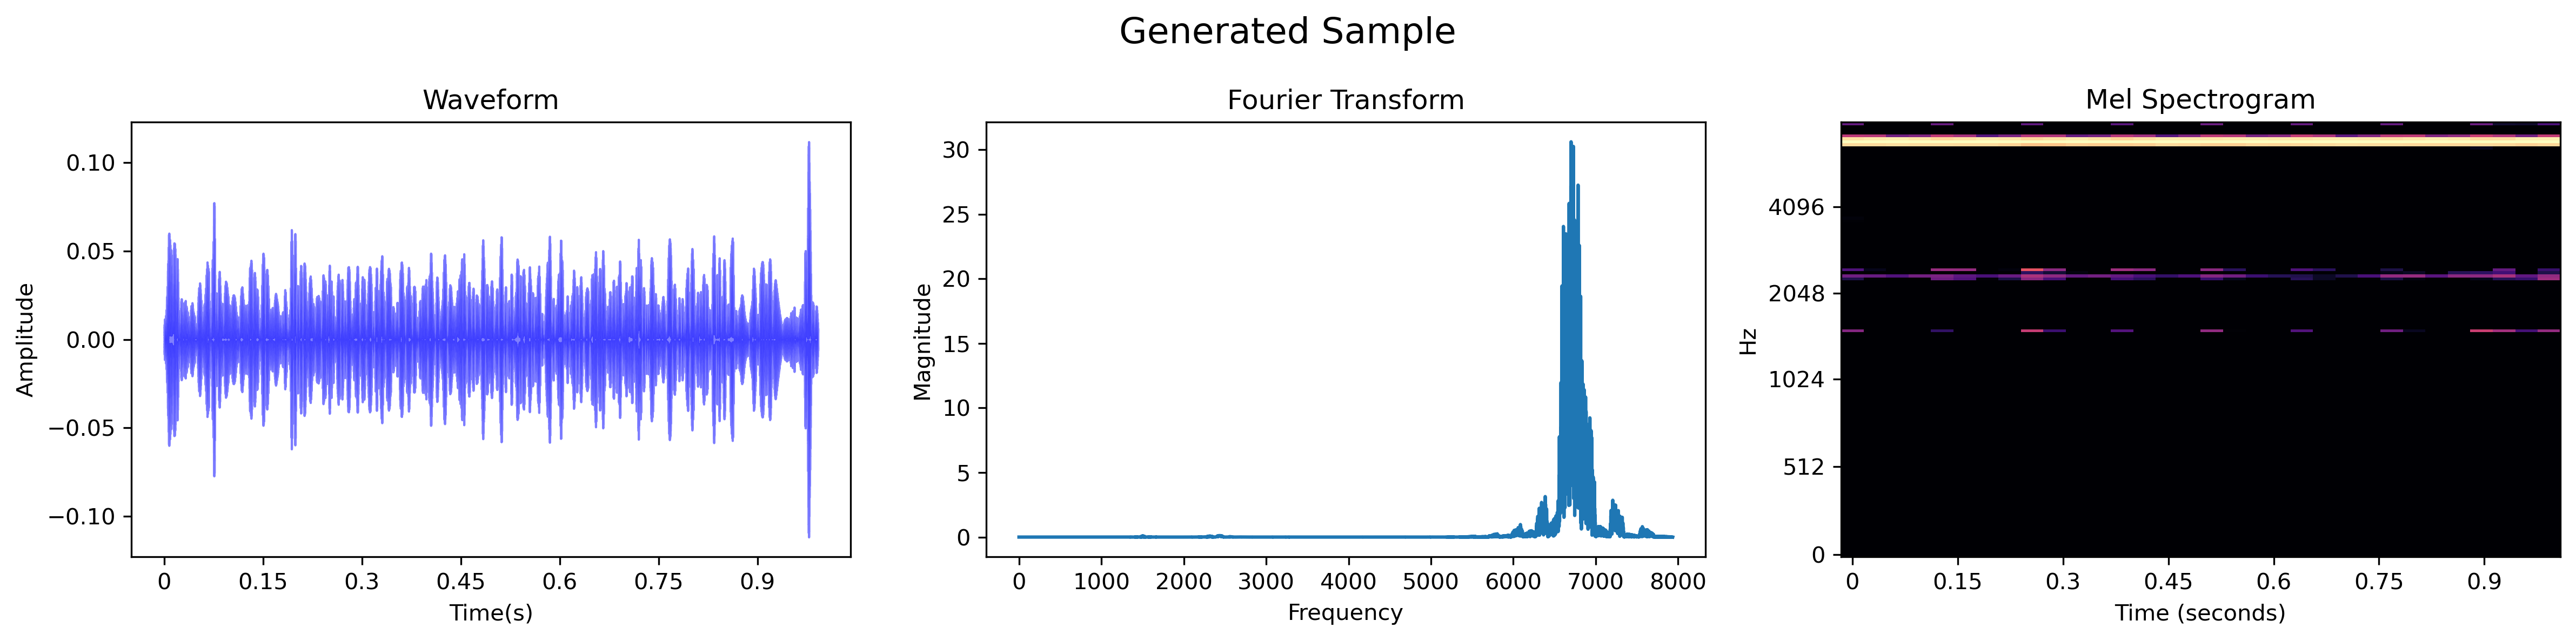 Generated Sample
Waveform
Amplitude
0.10
0.05
0.00
−0.05
−0.10
0 0.15 0.3 0.45 0.6 0.75 0.9
Time(s)
Fourier Transform
Magnitude
30
25
20
15
10
5
0
0 1000 2000 3000 4000 5000 6000 7000 8000
Frequency
Mel Spectrogram
Hz
4096
2048
1024
512
0
0 0.15 0.3 0.45 0.6 0.75 0.9
Time (seconds)